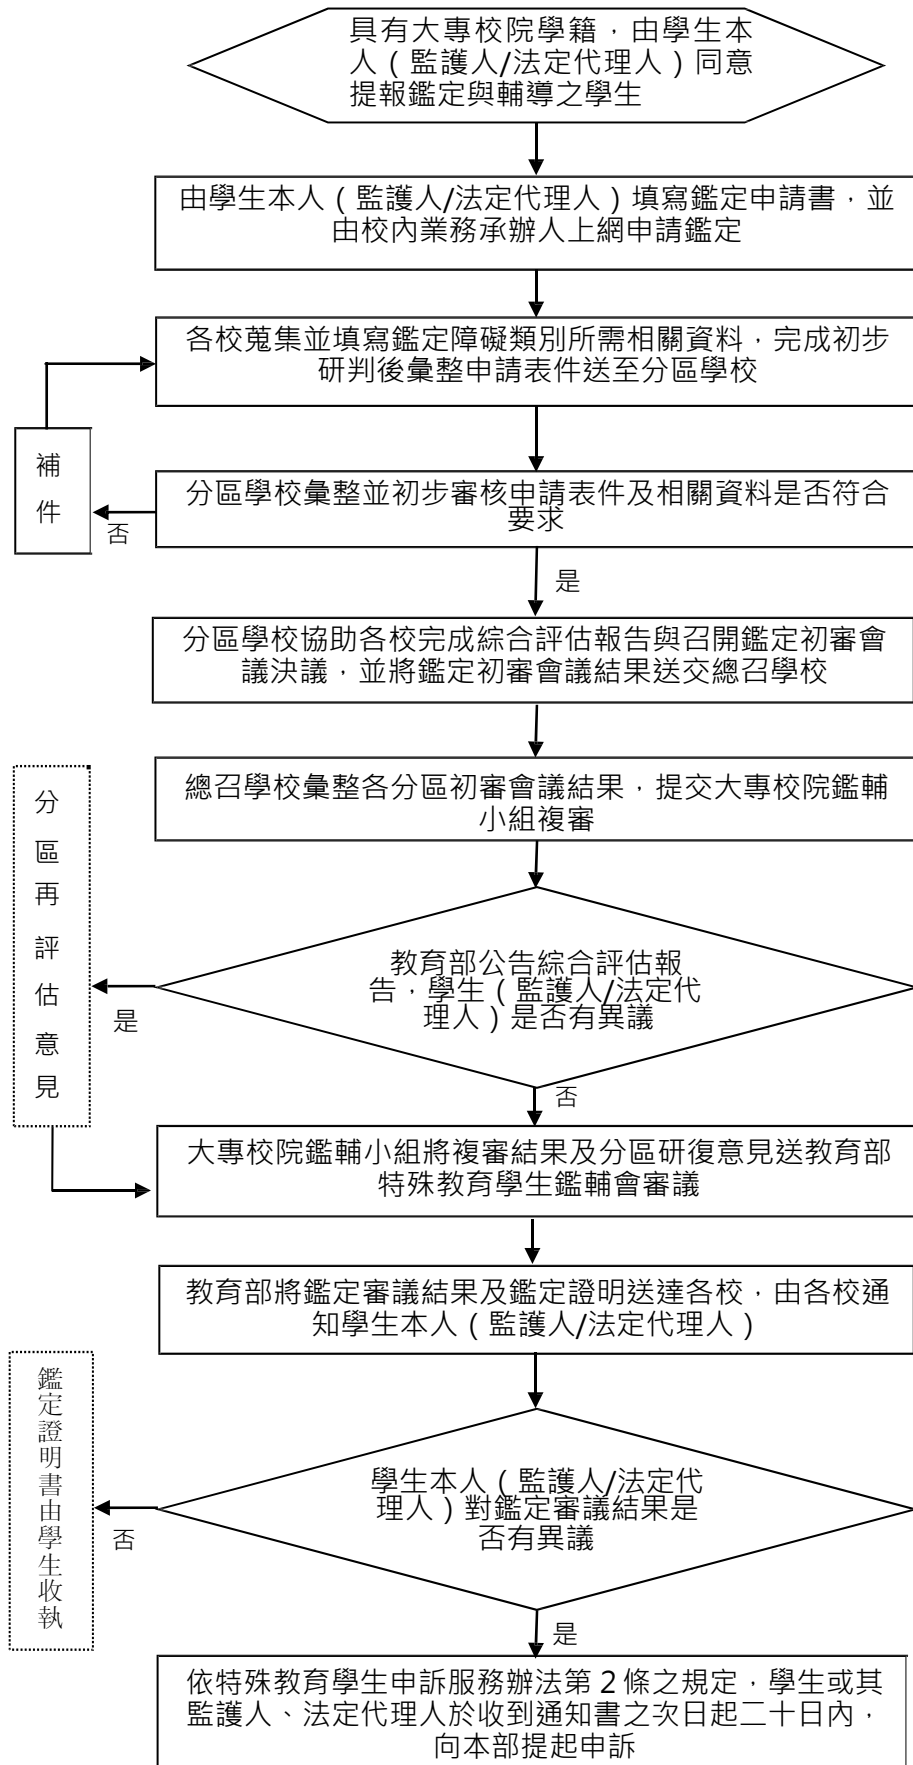 具有大專校院學籍，由學生本
人（監護人/法定代理人）同意
提報鑑定與輔導之學生
由學生本人（監護人/法定代理人）填寫鑑定申請書，並
由校內業務承辦人上網申請鑑定
各校蒐集並填寫鑑定障礙類別所需相關資料，完成初步
研判後彙整申請表件送至分區學校
補件
分區學校彙整並初步審核申請表件及相關資料是否符合
要求
否
是
分區學校協助各校完成綜合評估報告與召開鑑定初審會
議決議，並將鑑定初審會議結果送交總召學校
總召學校彙整各分區初審會議結果，提交大專校院鑑輔
小組複審
分區再評估意見
教育部公告綜合評估報
告，學生（監護人/法定代
理人）是否有異議
是
否
大專校院鑑輔小組將複審結果及分區研復意見送教育部
特殊教育學生鑑輔會審議
教育部將鑑定審議結果及鑑定證明送達各校，由各校通
知學生本人（監護人/法定代理人）
鑑定證明書由學生收執
學生本人（監護人/法定代
理人）對鑑定審議結果是
否有異議
否
是
依特殊教育學生申訴服務辦法第2條之規定，學生或其
監護人、法定代理人於收到通知書之次日起二十日內，
向本部提起申訴